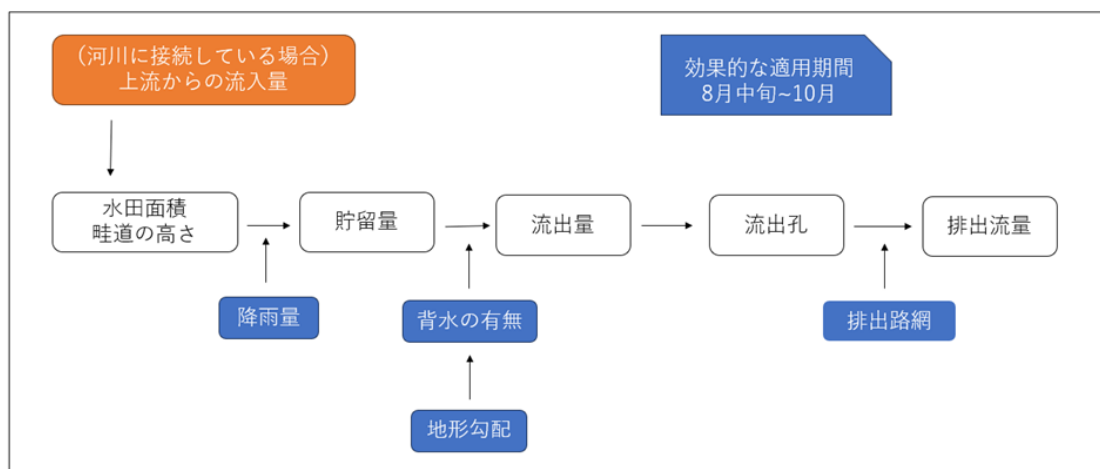 （河川に接続している場合）
上流からの流入量
効果的な適用期間
8月中旬~10月
水田面積
畦道の高さ
貯留量
流出量
流出孔
排出流量
降雨量
背水の有無
排出路網
地形勾配